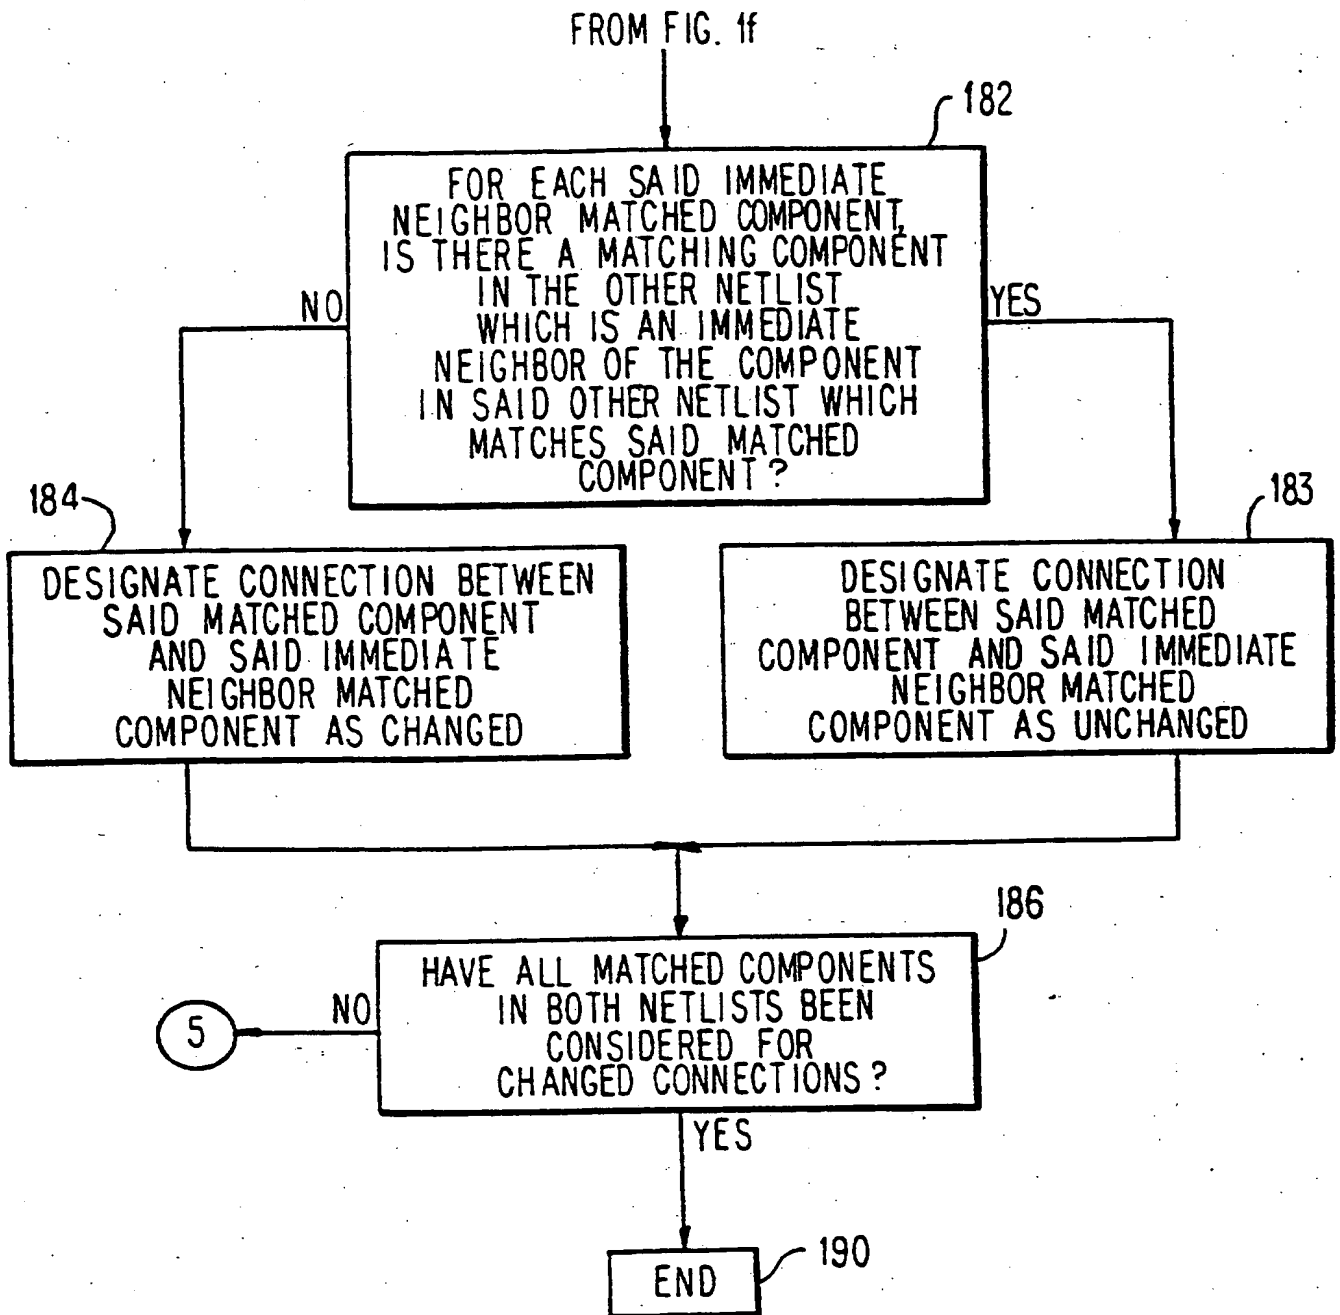 FROM FIG. 1f
182
FOR EACH SAID IMMEDIATE
NEIGHBOR MATCHED COMPONENT,
IS THERE A MATCHING COMPONENT
IN THE OTHER NETLIST
WHICH IS AN IMMEDIATE
NEIGHBOR OF THE COMPONENT
IN SAID OTHER NETLIST WHICH
MATCHES SAID MATCHED
COMPONENT?
NO
YES
184
DESIGNATE CONNECTION BETWEEN
SAID MATCHED COMPONENT
AND SAID IMMEDIATE
NEIGHBOR MATCHED
COMPONENT AS CHANGED
183
DESIGNATE CONNECTION
BETWEEN SAID MATCHED
COMPONENT AND SAID IMMEDIATE
NEIGHBOR MATCHED
COMPONENT AS UNCHANGED
186
HAVE ALL MATCHED COMPONENTS
IN BOTH NETLISTS BEEN
CONSIDERED FOR
CHANGED CONNECTIONS?
NO
5
YES
END
190